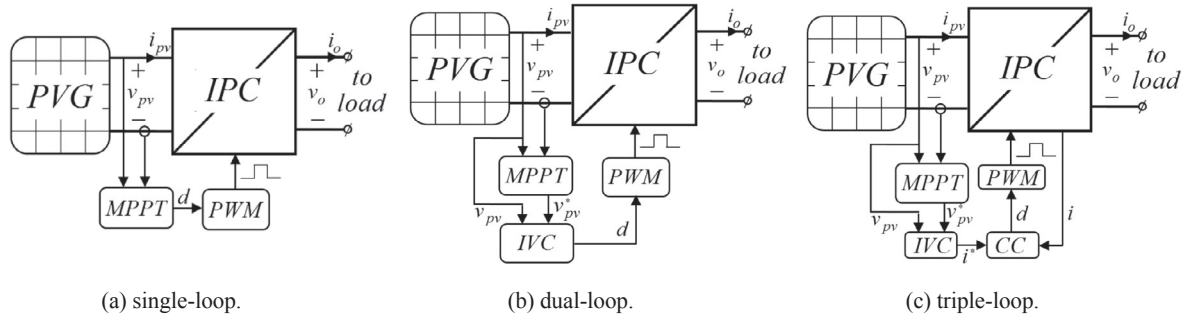 PVG
i_pv
+
v_pv
−
IPC
i_o
+
v_o
−
to
load
MPPT
d
PWM
(a) single-loop.
PVG
i_pv
+
v_pv
−
IPC
i_o
+
v_o
−
to
load
MPPT
PWM
v_pv
v*_pv
IVC
d
(b) dual-loop.
PVG
i_pv
+
v_pv
−
IPC
i_o
+
v_o
−
to
load
MPPT
PWM
v_pv
v*_pv
d
i
IVC
i*
CC
(c) triple-loop.